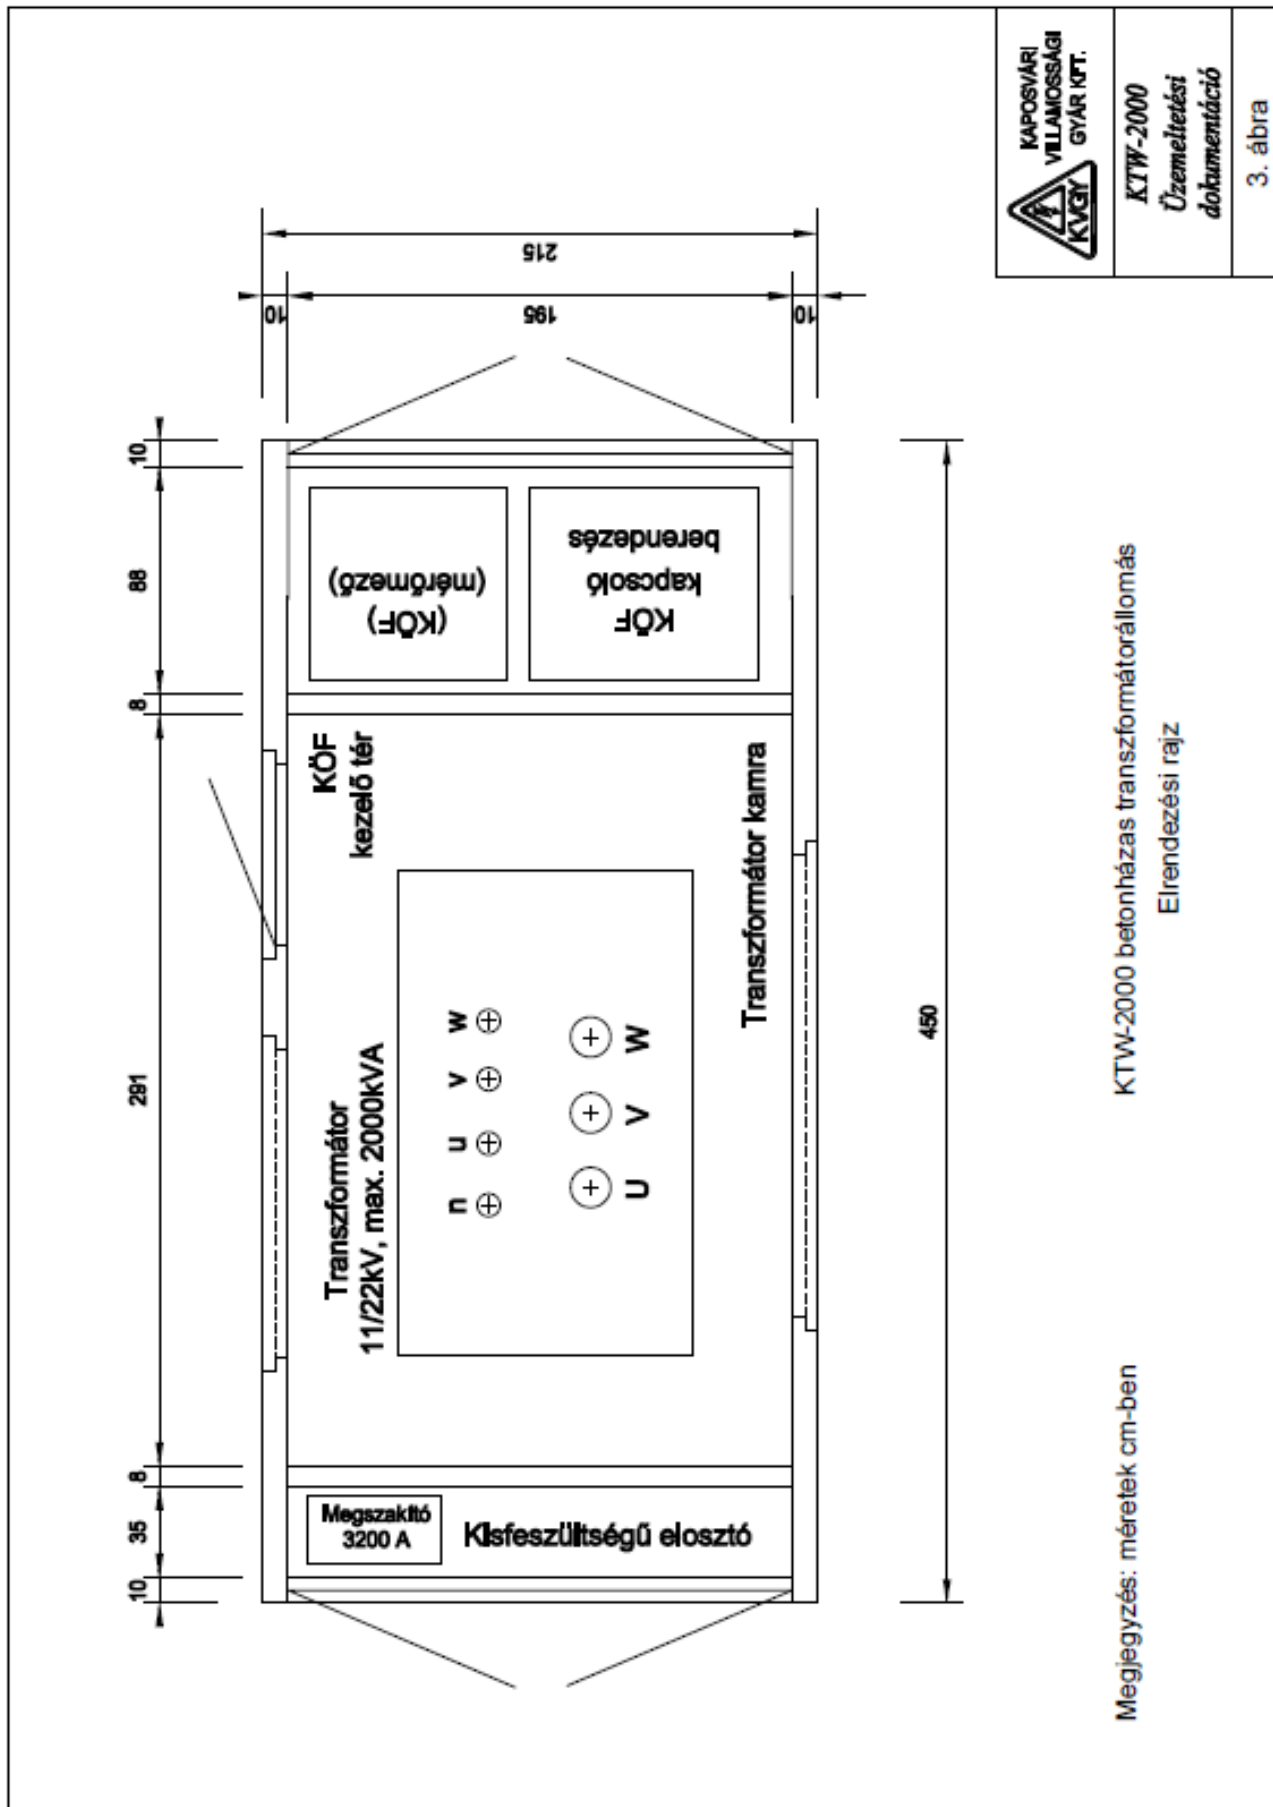 10
35
8
291
8
88
10
10
195
10
215
450
Megszakító
3200 A
Kisfeszültségű elosztó
Transzformátor
11/22kV, max. 2000kVA
n u v w
U V W
KÖF
kezelő tér
Transzformátor kamra
(KÖF)
(mérőmező)
KÖF
kapcsoló
berendezés
Megjegyzés: méretek cm-ben
KTW-2000 betonházas transzformátorállomás
Elrendezési rajz
KVGY
KAPOSVÁRI
VILLAMOSSÁGI
GYÁR KFT.
KTW-2000
Üzemeltetési
dokumentáció
3. ábra